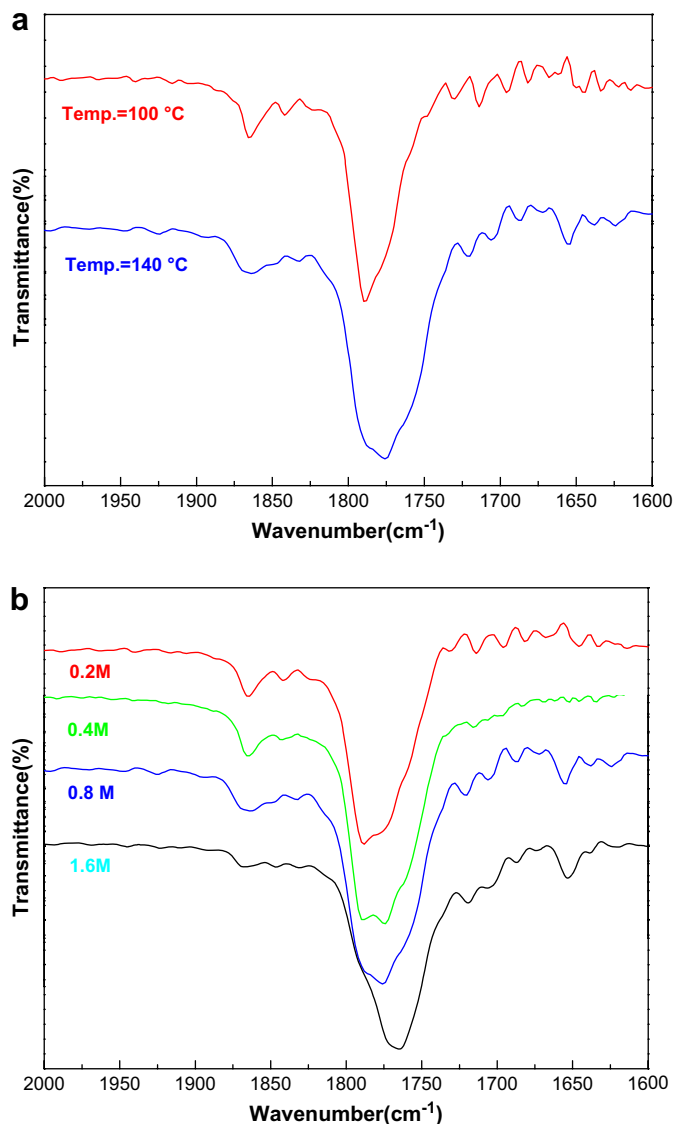 a
Temp.=100 °C
Temp.=140 °C
Transmittance(%)
2000 1950 1900 1850 1800 1750 1700 1650 1600
Wavenumber(cm⁻¹)
b
0.2M
0.4M
0.8 M
1.6M
Transmittance(%)
2000 1950 1900 1850 1800 1750 1700 1650 1600
Wavenumber(cm⁻¹)